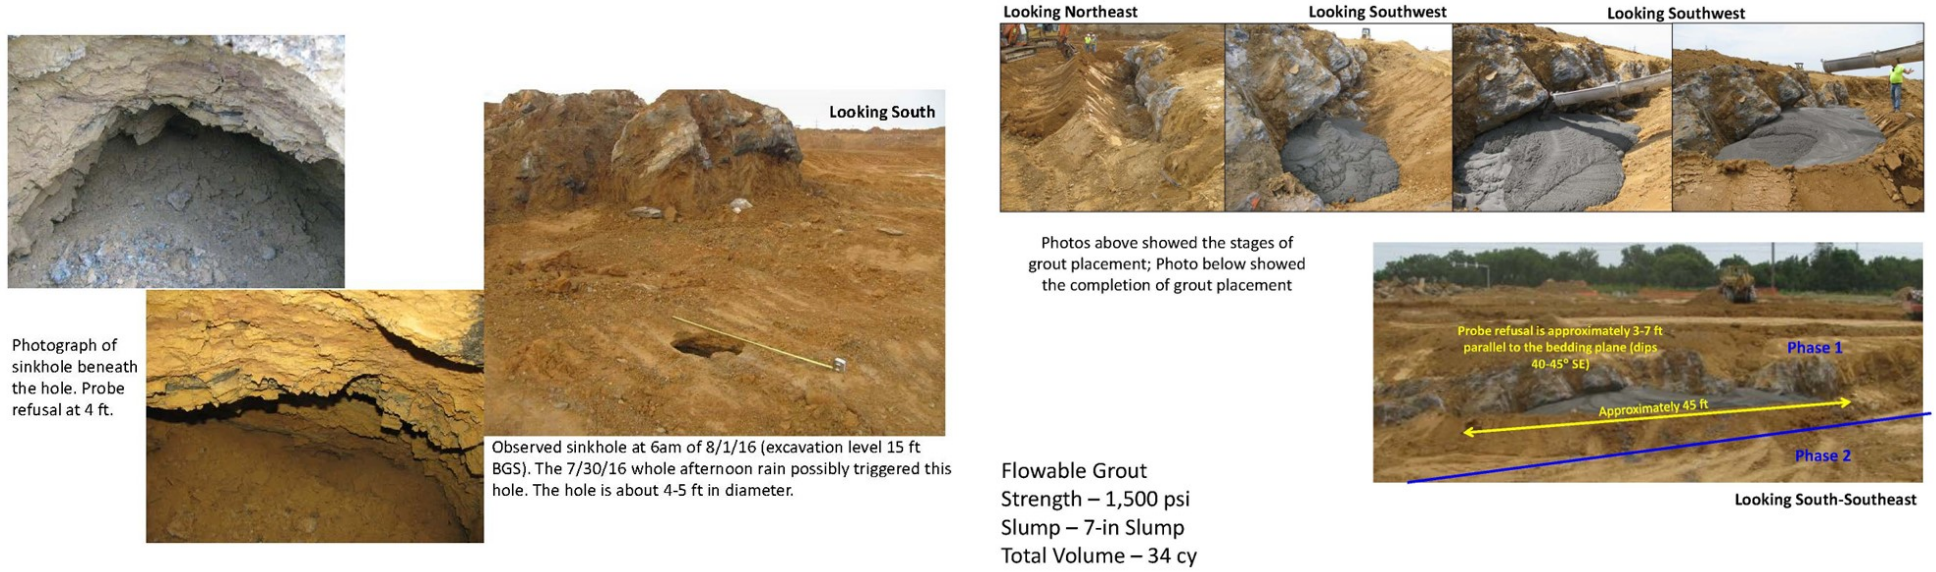 Looking South
Photograph of
sinkhole beneath
the hole. Probe
refusal at 4 ft.
Observed sinkhole at 6am of 8/1/16 (excavation level 15 ft
BGS). The 7/30/16 whole afternoon rain possibly triggered this
hole. The hole is about 4-5 ft in diameter.
Looking Northeast
Looking Southwest
Looking Southwest
Photos above showed the stages of
grout placement; Photo below showed
the completion of grout placement
Probe refusal is approximately 3-7 ft
parallel to the bedding plane (dips
40-45° SE)
Phase 1
Approximately 45 ft
Phase 2
Looking South-Southeast
Flowable Grout
Strength – 1,500 psi
Slump – 7-in Slump
Total Volume – 34 cy